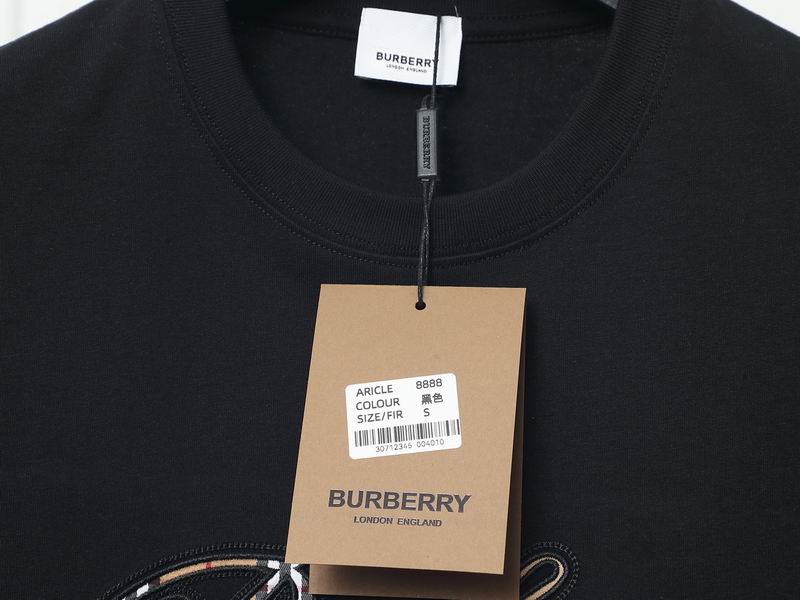 BURBERRY
LONDON ENGLAND
BURBERRY
ARICLE 8888
COLOUR 黑色
SIZE/FIR S
30712345 004010
BURBERRY
LONDON ENGLAND